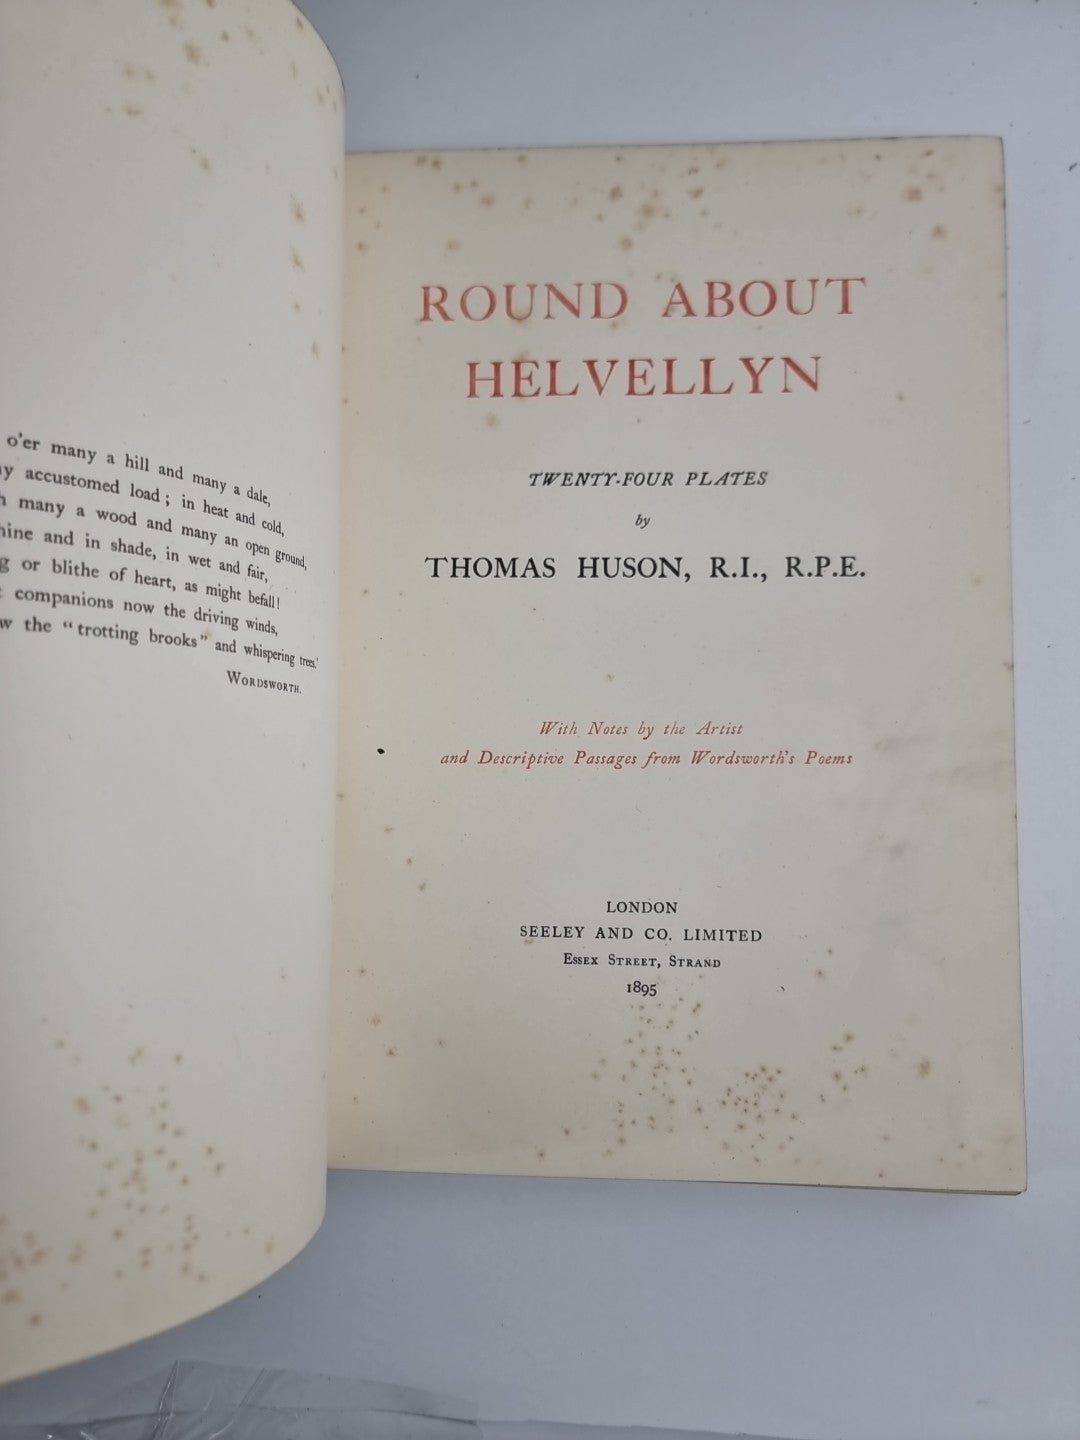 o'er many a hill and many a dale,
accustomed load; in heat and cold,
many a wood and many an open ground,
and in shade, in wet and fair,
or blithe of heart, as might befall!
companions now the driving winds,
the "trotting brooks" and whispering trees.'
WORDSWORTH.
ROUND ABOUT
HELVELLYN
TWENTY-FOUR PLATES
by
THOMAS HUSON, R.I., R.P.E.
With Notes by the Artist
and Descriptive Passages from Wordsworth's Poems
LONDON
SEELEY AND CO. LIMITED
ESSEX STREET, STRAND
1895